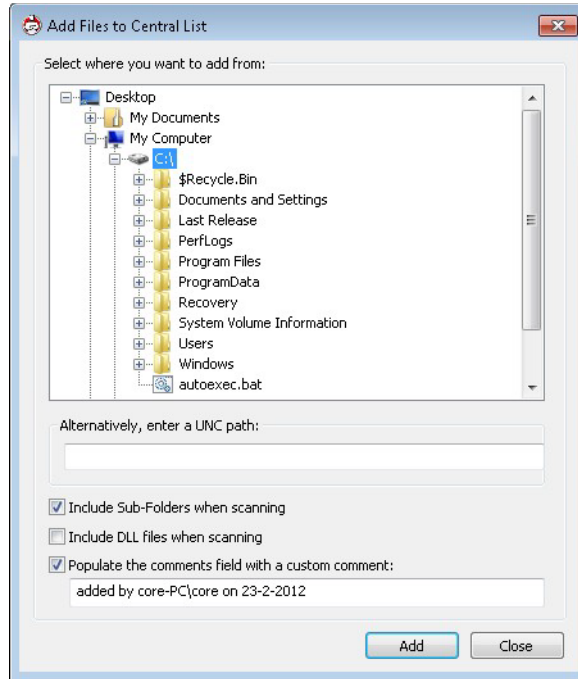 Add Files to Central List
Select where you want to add from:
Desktop
My Documents
My Computer
C:\
$Recycle.Bin
Documents and Settings
Last Release
PerfLogs
Program Files
ProgramData
Recovery
System Volume Information
Users
Windows
autoexec.bat
Alternatively, enter a UNC path:
Include Sub-Folders when scanning
Include DLL files when scanning
Populate the comments field with a custom comment:
added by core-PC\core on 23-2-2012
Add Close